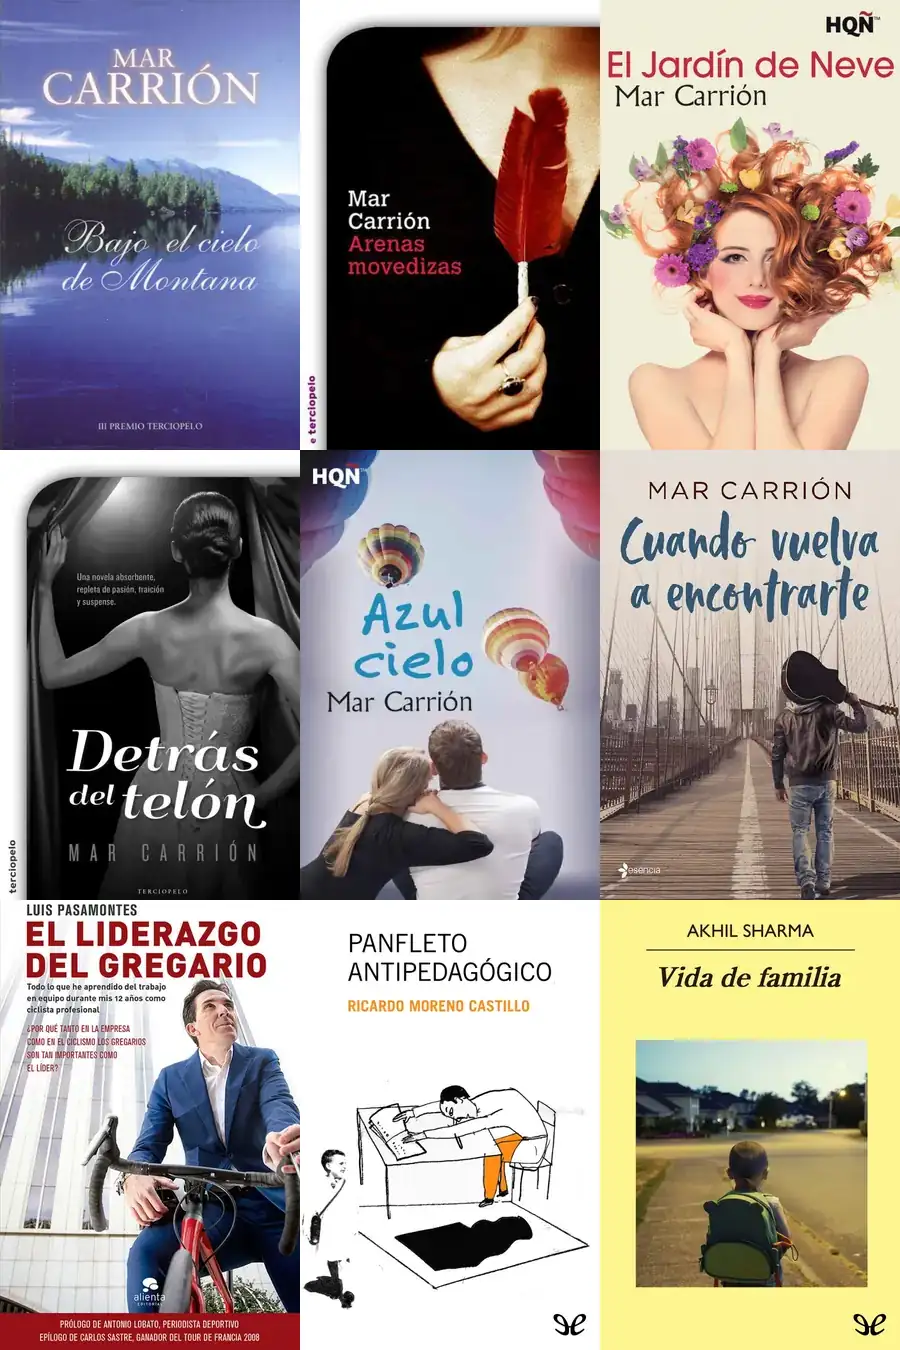 MAR
CARRIÓN
Bajo el cielo
de Montana
III PREMIO TERCIOPELO
Mar
Carrión
Arenas
movedizas
e terciopelo
HQÑ™
El Jardín de Neve
Mar Carrión
Una novela absorbente,
repleta de pasión, traición
y suspense.
Detrás
del telón
MAR CARRIÓN
TERCIOPELO
terciopelo
HQÑ
Azul
cielo
Mar Carrión
MAR CARRIÓN
Cuando vuelva
a encontrarte
esencia
LUIS PASAMONTES
EL LIDERAZGO
DEL GREGARIO
Todo lo que he aprendido del trabajo
en equipo durante mis 12 años como
ciclista profesional
¿POR QUÉ TANTO EN LA EMPRESA
COMO EN EL CICLISMO LOS GREGARIOS
SON TAN IMPORTANTES COMO
EL LÍDER?
alienta
EDITORIAL
PRÓLOGO DE ANTONIO LOBATO, PERIODISTA DEPORTIVO
EPÍLOGO DE CARLOS SASTRE, GANADOR DEL TOUR DE FRANCIA 2008
PANFLETO
ANTIPEDAGÓGICO
RICARDO MORENO CASTILLO
AKHIL SHARMA
Vida de familia